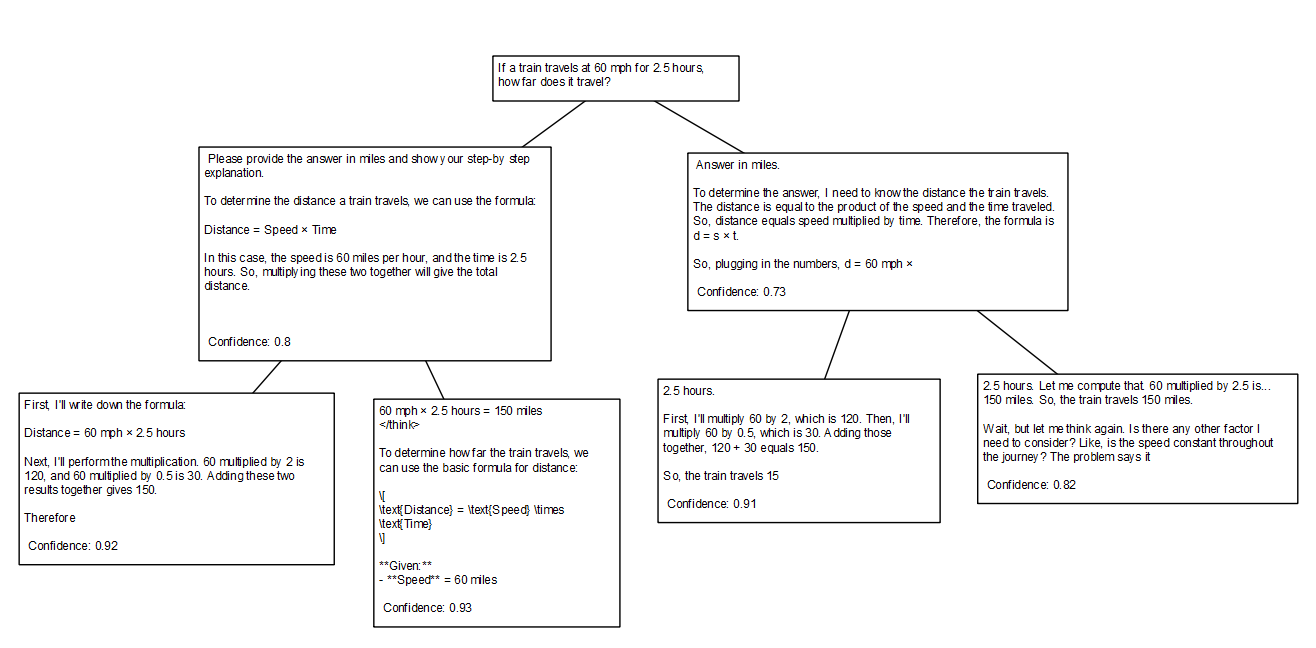 If a train travels at 60 mph for 2.5 hours,
how far does it travel?
Please provide the answer in miles and show your step-by step
explanation.
To determine the distance a train travels, we can use the formula:
Distance = Speed × Time
In this case, the speed is 60 miles per hour, and the time is 2.5
hours. So, multiplying these two together will give the total
distance.
Confidence: 0.8
Answer in miles.
To determine the answer, I need to know the distance the train travels.
The distance is equal to the product of the speed and the time traveled.
So, distance equals speed multiplied by time. Therefore, the formula is
d = s × t.
So, plugging in the numbers, d = 60 mph ×
Confidence: 0.73
First, I'll write down the formula:
Distance = 60 mph × 2.5 hours
Next, I'll perform the multiplication. 60 multiplied by 2 is
120, and 60 multiplied by 0.5 is 30. Adding these two
results together gives 150.
Therefore
Confidence: 0.92
60 mph × 2.5 hours = 150 miles
</think>
To determine how far the train travels, we
can use the basic formula for distance:
\[
\text{Distance} = \text{Speed} \times
\text{Time}
\]
**Given:**
- **Speed** = 60 miles
Confidence: 0.93
2.5 hours.
First, I'll multiply 60 by 2, which is 120. Then, I'll
multiply 60 by 0.5, which is 30. Adding those
together, 120 + 30 equals 150.
So, the train travels 15
Confidence: 0.91
2.5 hours. Let me compute that. 60 multiplied by 2.5 is...
150 miles. So, the train travels 150 miles.
Wait, but let me think again. Is there any other factor I
need to consider? Like, is the speed constant throughout
the journey? The problem says it
Confidence: 0.82